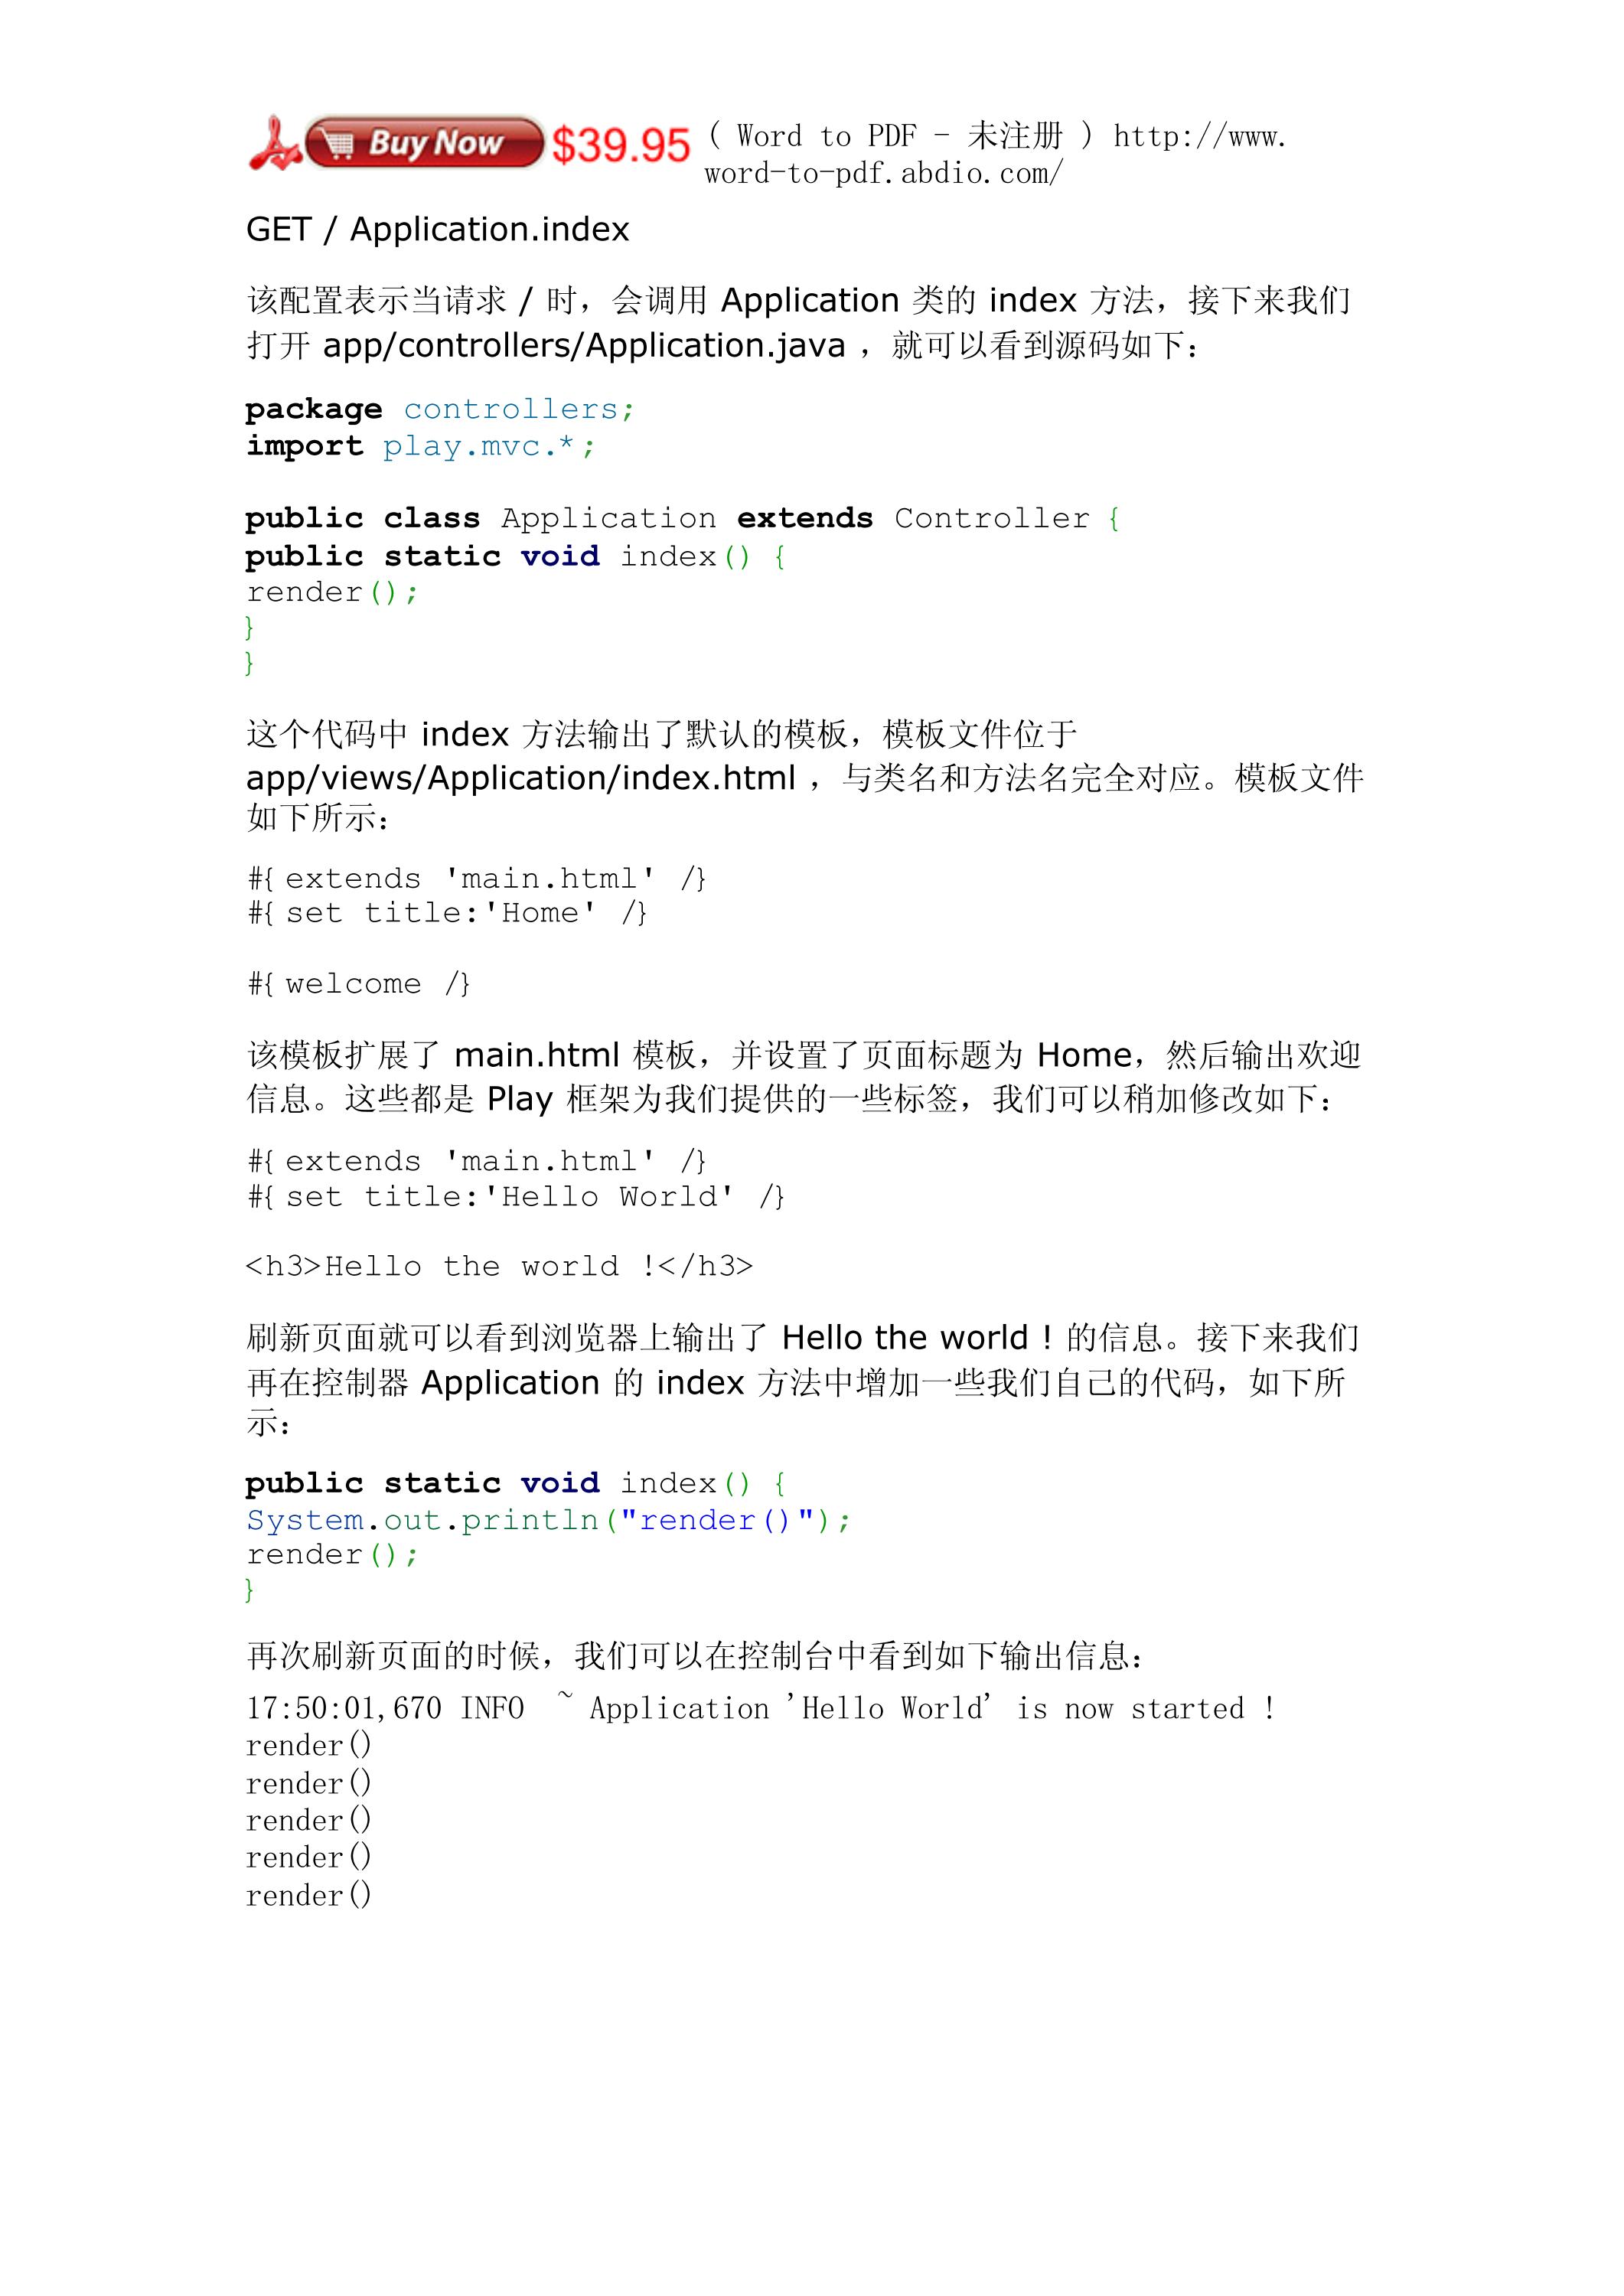 Buy Now $39.95 ( Word to PDF - 未注册 ) http://www.
word-to-pdf.abdio.com/
GET / Application.index
该配置表示当请求 / 时，会调用 Application 类的 index 方法，接下来我们
打开 app/controllers/Application.java ，就可以看到源码如下：
package controllers;
import play.mvc.*;
public class Application extends Controller {
public static void index() {
render();
}
}
这个代码中 index 方法输出了默认的模板，模板文件位于
app/views/Application/index.html ，与类名和方法名完全对应。模板文件
如下所示：
#{ extends 'main.html' /}
#{ set title:'Home' /}
#{ welcome /}
该模板扩展了 main.html 模板，并设置了页面标题为 Home，然后输出欢迎
信息。这些都是 Play 框架为我们提供的一些标签，我们可以稍加修改如下：
#{ extends 'main.html' /}
#{ set title:'Hello World' /}
<h3>Hello the world !</h3>
刷新页面就可以看到浏览器上输出了 Hello the world ! 的信息。接下来我们
再在控制器 Application 的 index 方法中增加一些我们自己的代码，如下所
示：
public static void index() {
System.out.println("render()");
render();
}
再次刷新页面的时候，我们可以在控制台中看到如下输出信息：
17:50:01,670 INFO  ~ Application 'Hello World' is now started !
render()
render()
render()
render()
render()